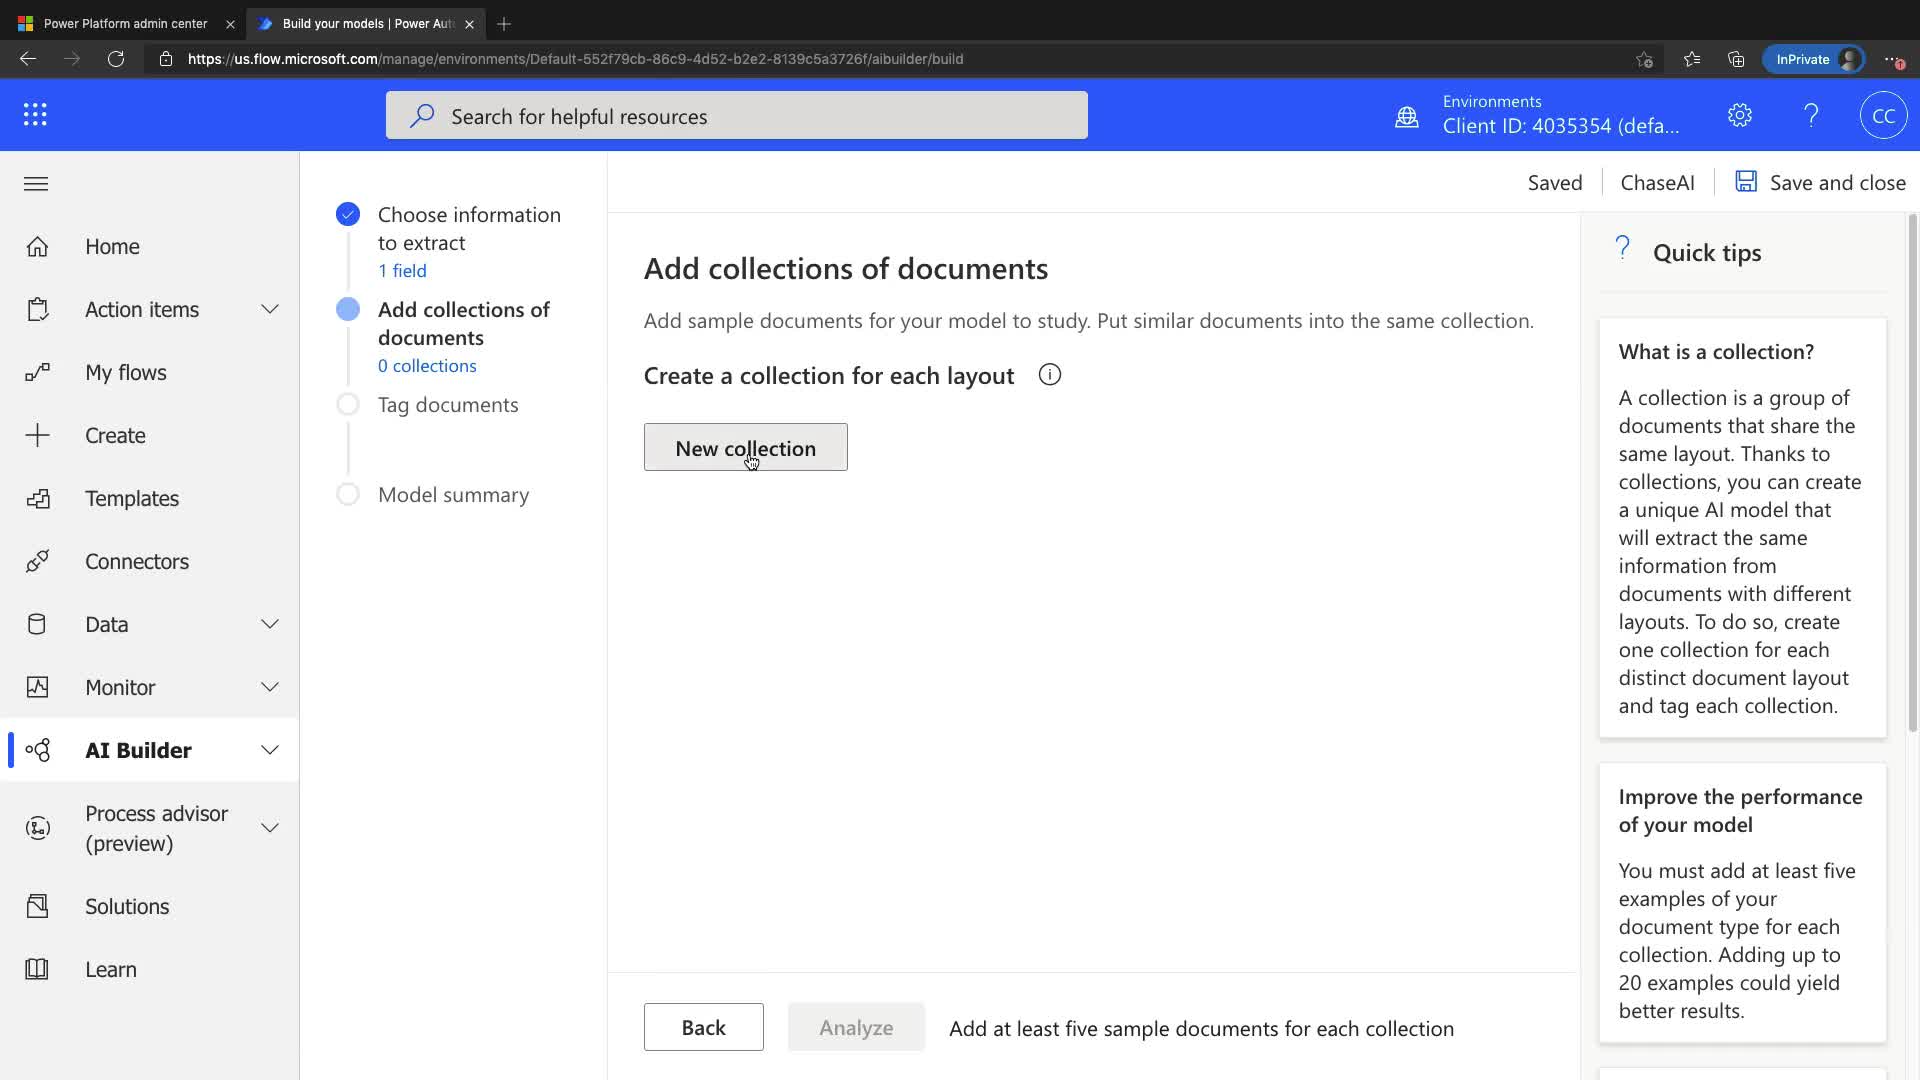 Power Platform admin center
Build your models | Power Aut
https://us.flow.microsoft.com/manage/environments/Default-552f79cb-86c9-4d52-b2e2-8139c5a3726f/aibuilder/build
InPrivate
Search for helpful resources
Environments
Client ID: 4035354 (defa...
CC
Saved
ChaseAI
Save and close
Home
Action items
My flows
Create
Templates
Connectors
Data
Monitor
AI Builder
Process advisor
(preview)
Solutions
Learn
Choose information
to extract
1 field
Add collections of
documents
0 collections
Tag documents
Model summary
Add collections of documents
Add sample documents for your model to study. Put similar documents into the same collection.
Create a collection for each layout
New collection
Back
Analyze
Add at least five sample documents for each collection
Quick tips
What is a collection?
A collection is a group of
documents that share the
same layout. Thanks to
collections, you can create
a unique AI model that
will extract the same
information from
documents with different
layouts. To do so, create
one collection for each
distinct document layout
and tag each collection.
Improve the performance
of your model
You must add at least five
examples of your
document type for each
collection. Adding up to
20 examples could yield
better results.